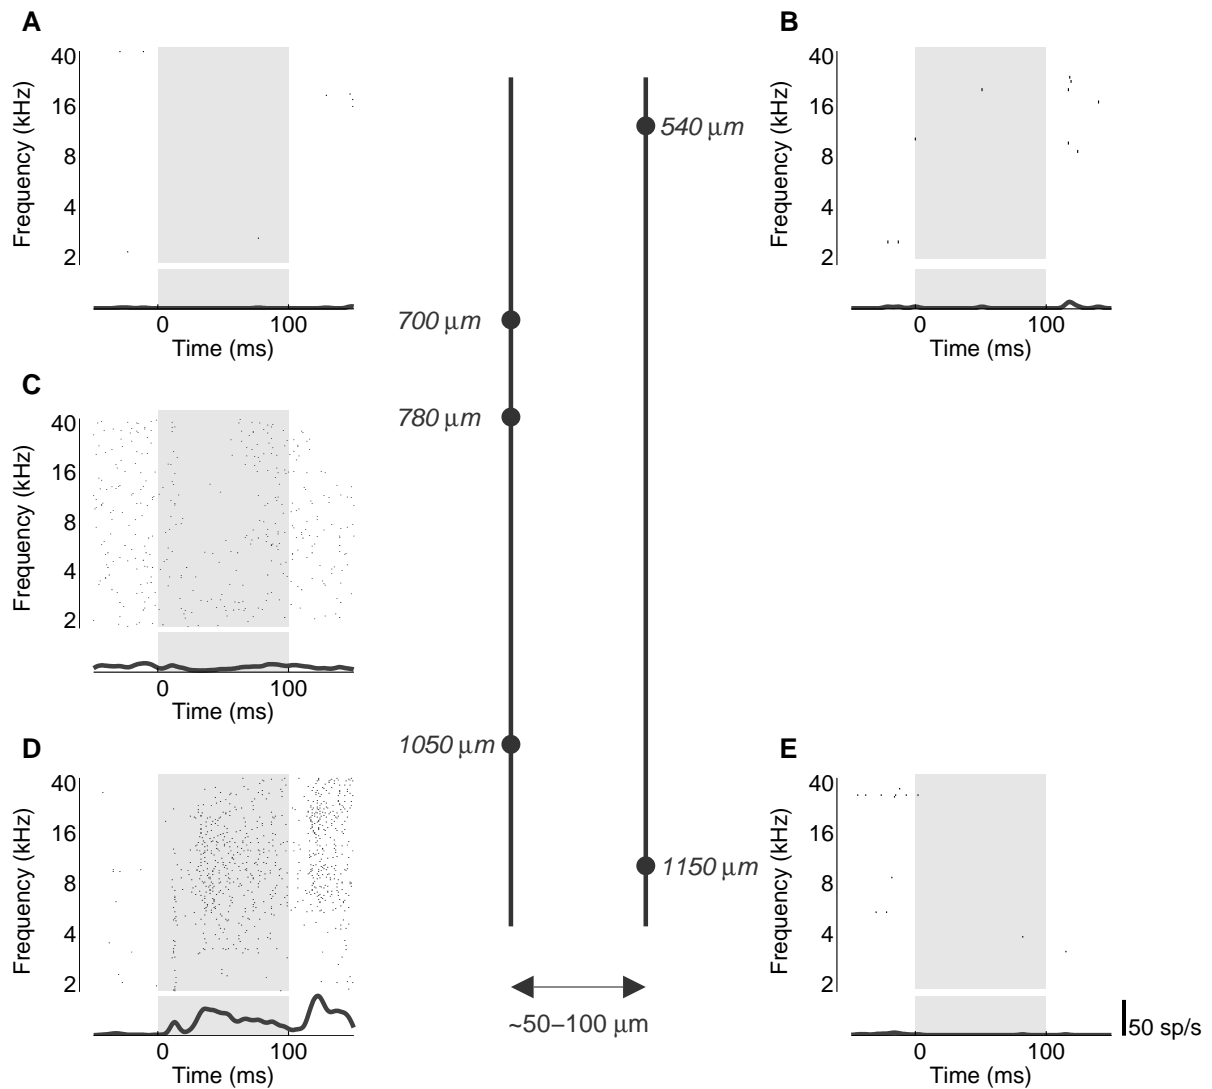 A
Frequency (kHz)
40
16
8
4
2
0
100
Time (ms)
B
Frequency (kHz)
40
16
8
4
2
0
100
Time (ms)
540 μm
700 μm
780 μm
1050 μm
1150 μm
~50–100 μm
C
Frequency (kHz)
40
16
8
4
2
0
100
Time (ms)
D
Frequency (kHz)
40
16
8
4
2
0
100
Time (ms)
E
Frequency (kHz)
40
16
8
4
2
0
100
Time (ms)
50 sp/s